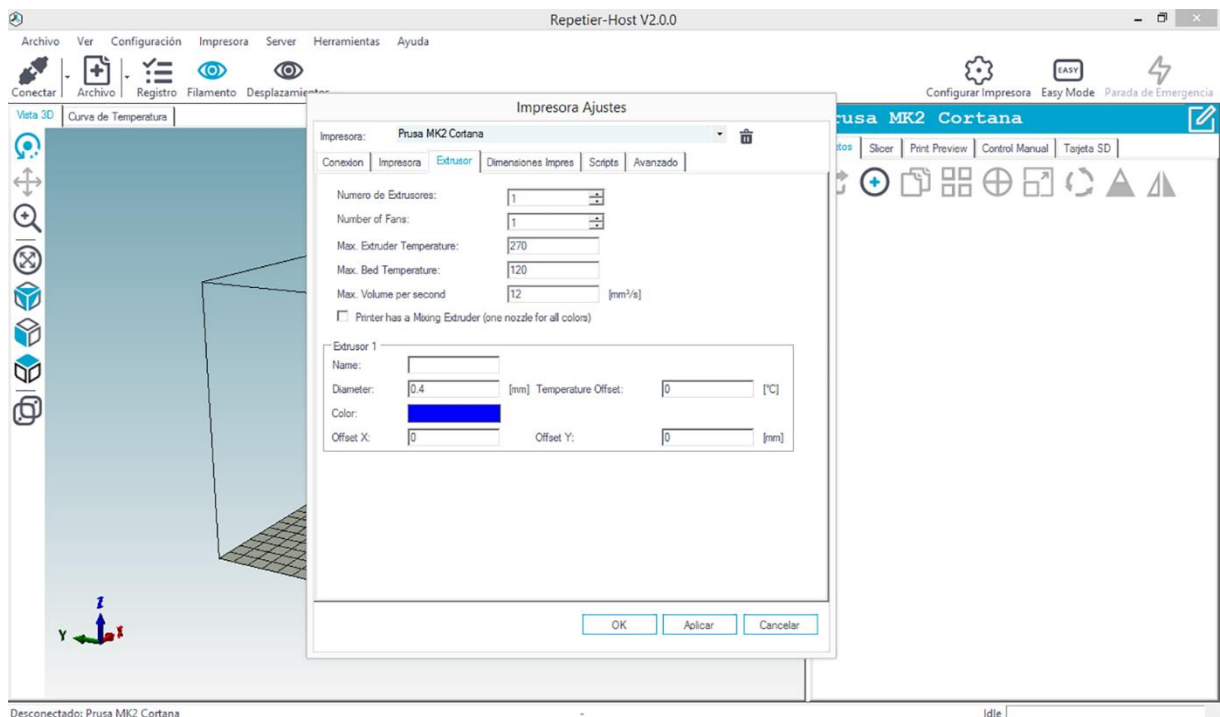 Repetier-Host V2.0.0
Archivo Ver Configuración Impresora Server Herramientas Ayuda
Conectar Archivo Registro Filamento Configurar Impresora EASY Easy Mode Parada de Emergencia
Vista 3D Curva de Temperatura
Impresora Ajustes
MK2 Cortana
Impresora: Prusa MK2 Cortana
Conexion Impresora Extrusor Dimensiones Impres Scripts Avanzado
Slicer Print Preview Control Manual Tarjeta SD
Numero de Extrusores: 1
Number of Fans: 1
Max. Extruder Temperature: 270
Max. Bed Temperature: 120
Max. Volume per second 12 [mm³/s]
Printer has a Mixing Extruder (one nozzle for all colors)
Extrusor 1
Name:
Diameter: 0.4 [mm] Temperature Offset: 0 [°C]
Color:
Offset X: 0 Offset Y: 0 [mm]
OK Aplicar Cancelar
Z
Y X
Desconectado: Prusa MK2 Cortana - Idle